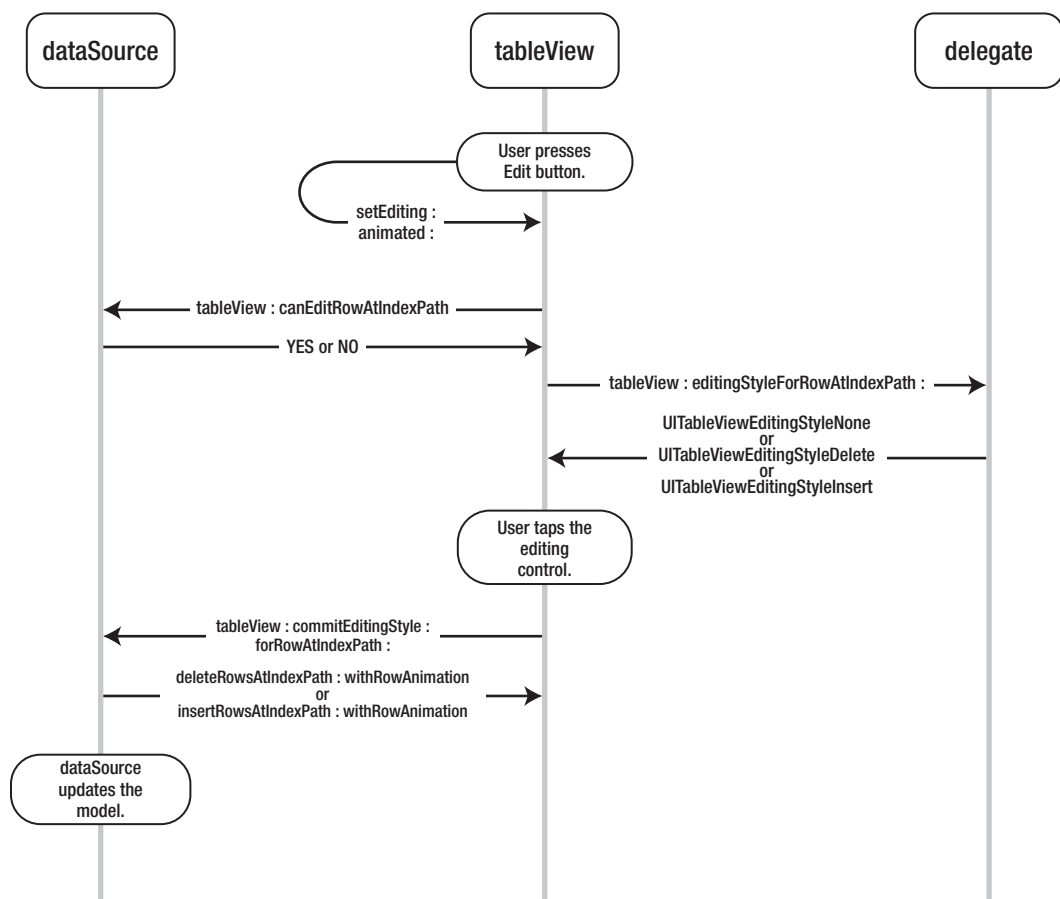 dataSource
tableView
delegate
User presses
Edit button.
setEditing :
animated :
tableView : canEditRowAtIndexPath
YES or NO
tableView : editingStyleForRowAtIndexPath :
UITableViewEditingStyleNone
or
UITableViewEditingStyleDelete
or
UITableViewEditingStyleInsert
User taps the
editing
control.
tableView : commitEditingStyle :
forRowAtIndexPath :
deleteRowsAtIndexPath : withRowAnimation
or
insertRowsAtIndexPath : withRowAnimation
dataSource
updates the
model.